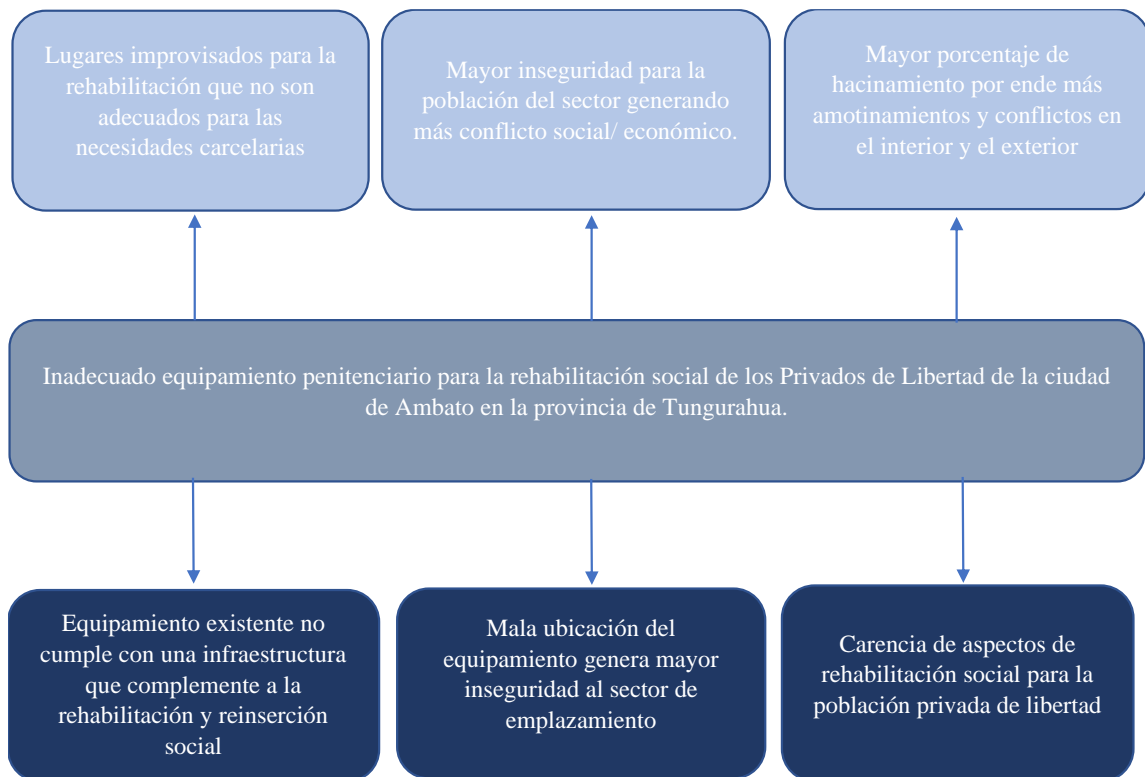 Lugares improvisados para la
rehabilitación que no son
adecuados para las
necesidades carcelarias
Mayor inseguridad para la
población del sector generando
más conflicto social/ económico.
Mayor porcentaje de
hacinamiento por ende más
amotinamientos y conflictos en
el interior y el exterior
Inadecuado equipamiento penitenciario para la rehabilitación social de los Privados de Libertad de la ciudad
de Ambato en la provincia de Tungurahua.
Equipamiento existente no
cumple con una infraestructura
que complemente a la
rehabilitación y reinserción
social
Mala ubicación del
equipamiento genera mayor
inseguridad al sector de
emplazamiento
Carencia de aspectos de
rehabilitación social para la
población privada de libertad